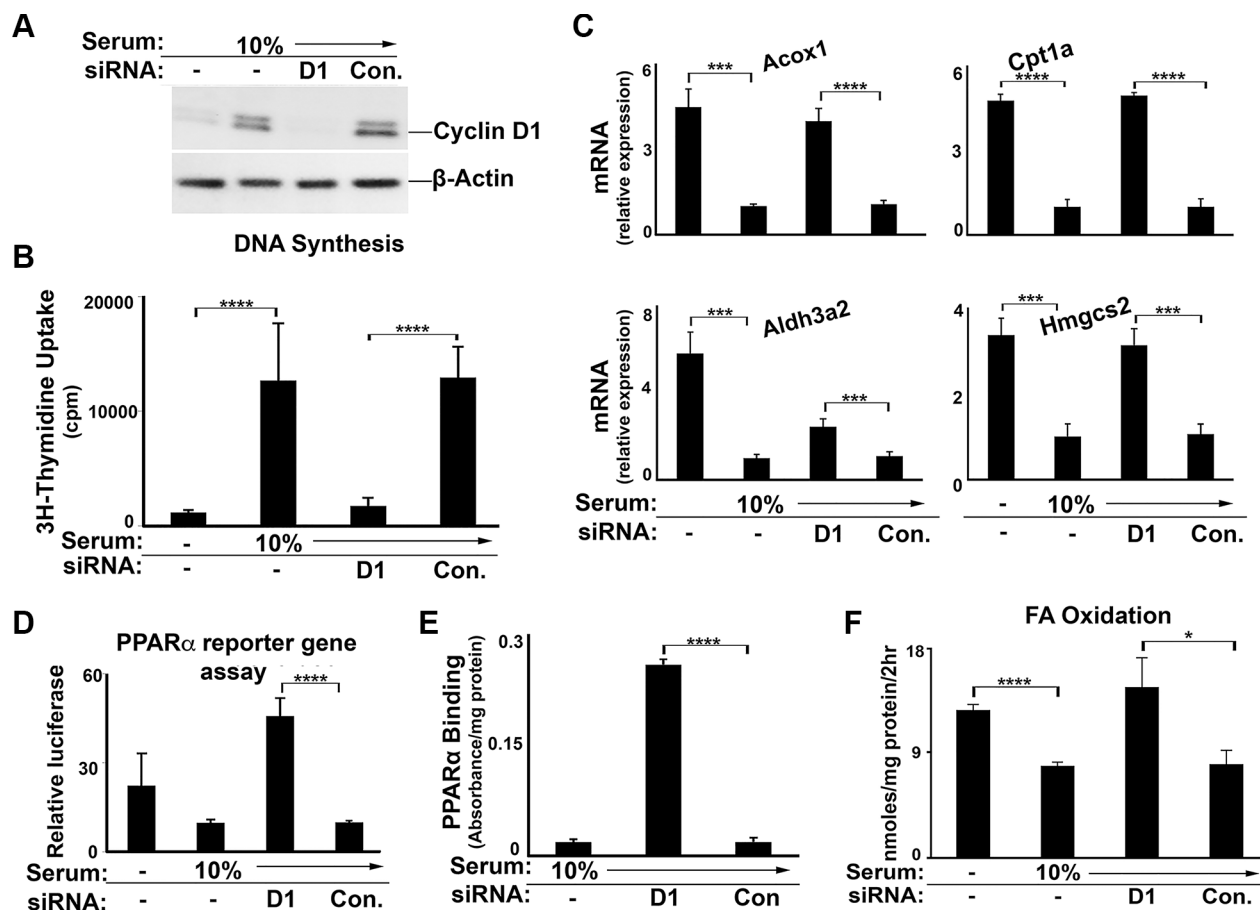 A
Serum: 10%
siRNA: - - D1 Con.
Cyclin D1
β-Actin
B
DNA Synthesis
3H-Thymidine Uptake
(cpm)
20000
10000
0
**** ****
Serum: - 10%
siRNA: - - D1 Con.
C
Acox1
mRNA
(relative expression)
6
3
0
*** ****
Cpt1a
6
3
0
**** ****
Aldh3a2
mRNA
(relative expression)
8
4
0
*** ***
Hmgcs2
4
2
0
*** ***
Serum: 10% - 10%
siRNA: - - D1 Con. - - D1 Con.
D
PPARα reporter gene
assay
Relative luciferase
60
30
0
****
Serum: - 10%
siRNA: - - D1 Con.
E
PPARα Binding
(Absorbance/mg protein)
0.3
0.15
0
****
Serum: 10%
siRNA: - D1 Con
F
FA Oxidation
nmoles/mg protein/2hr
18
9
0
**** *
Serum: - 10%
siRNA: - - D1 Con.